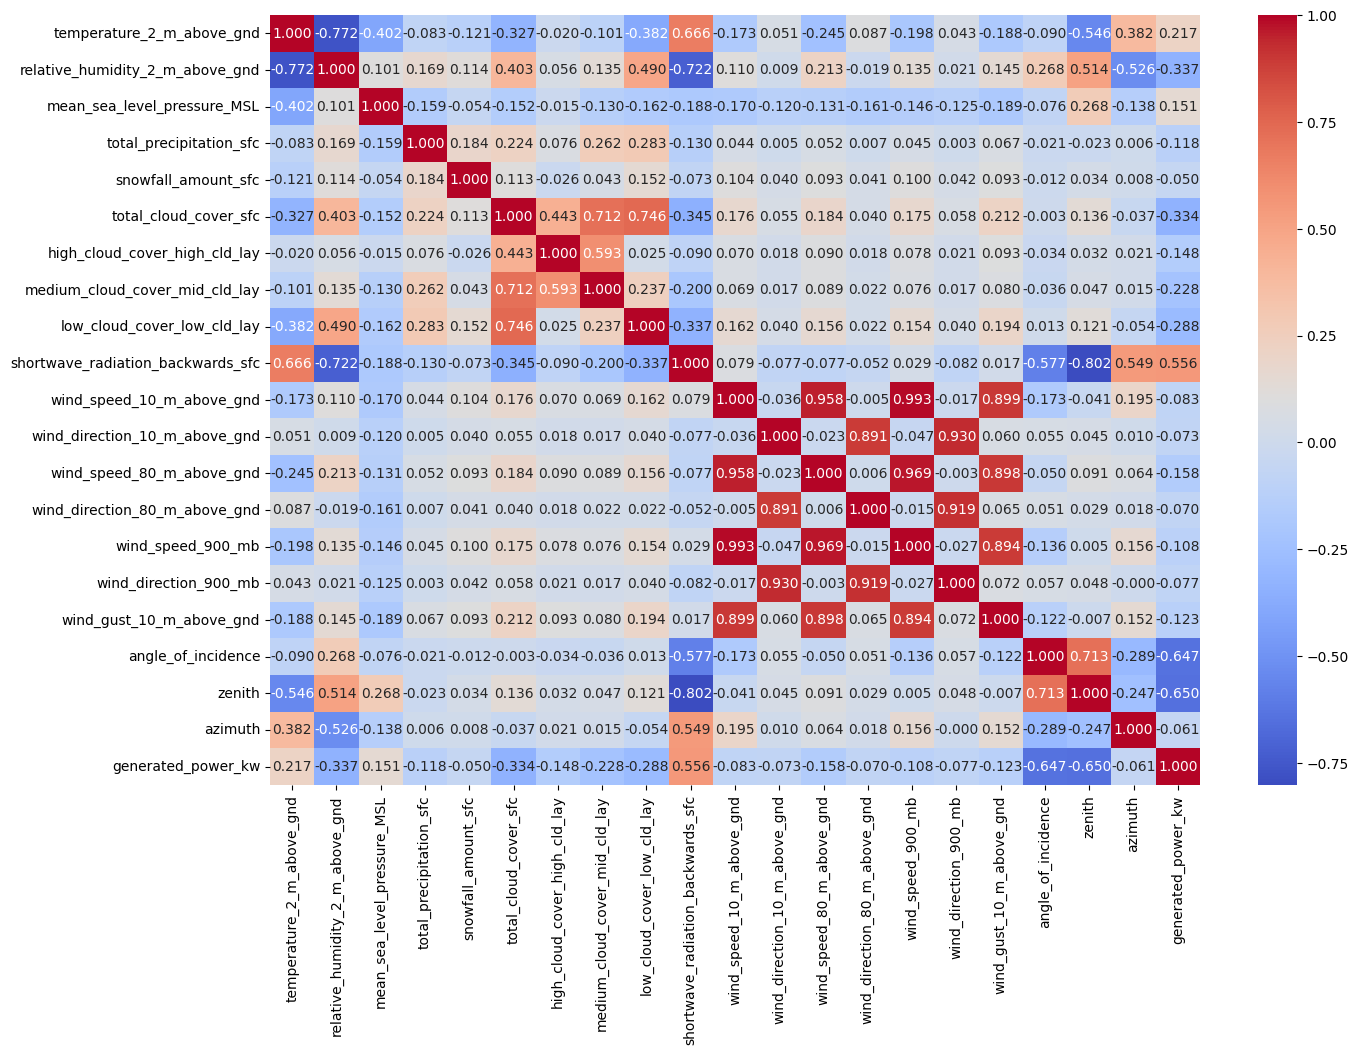 temperature_2_m_above_gnd 1.000 -0.772 -0.402 -0.083 -0.121 -0.327 -0.020 -0.101 -0.382 0.666 -0.173 0.051 -0.245 0.087 -0.198 0.043 -0.188 -0.090 -0.546 0.382 0.217
relative_humidity_2_m_above_gnd -0.772 1.000 0.101 0.169 0.114 0.403 0.056 0.135 0.490 -0.722 0.110 0.009 0.213 -0.019 0.135 0.021 0.145 0.268 0.514 -0.526 -0.337
mean_sea_level_pressure_MSL -0.402 0.101 1.000 -0.159 -0.054 -0.152 -0.015 -0.130 -0.162 -0.188 -0.170 -0.120 -0.131 -0.161 -0.146 -0.125 -0.189 -0.076 0.268 -0.138 0.151
total_precipitation_sfc -0.083 0.169 -0.159 1.000 0.184 0.224 0.076 0.262 0.283 -0.130 0.044 0.005 0.052 0.007 0.045 0.003 0.067 -0.021 -0.023 0.006 -0.118
snowfall_amount_sfc -0.121 0.114 -0.054 0.184 1.000 0.113 -0.026 0.043 0.152 -0.073 0.104 0.040 0.093 0.041 0.100 0.042 0.093 -0.012 0.034 0.008 -0.050
total_cloud_cover_sfc -0.327 0.403 -0.152 0.224 0.113 1.000 0.443 0.712 0.746 -0.345 0.176 0.055 0.184 0.040 0.175 0.058 0.212 -0.003 0.136 -0.037 -0.334
high_cloud_cover_high_cld_lay -0.020 0.056 -0.015 0.076 -0.026 0.443 1.000 0.593 0.025 -0.090 0.070 0.018 0.090 0.018 0.078 0.021 0.093 -0.034 0.032 0.021 -0.148
medium_cloud_cover_mid_cld_lay -0.101 0.135 -0.130 0.262 0.043 0.712 0.593 1.000 0.237 -0.200 0.069 0.017 0.089 0.022 0.076 0.017 0.080 -0.036 0.047 0.015 -0.228
low_cloud_cover_low_cld_lay -0.382 0.490 -0.162 0.283 0.152 0.746 0.025 0.237 1.000 -0.337 0.162 0.040 0.156 0.022 0.154 0.040 0.194 0.013 0.121 -0.054 -0.288
shortwave_radiation_backwards_sfc 0.666 -0.722 -0.188 -0.130 -0.073 -0.345 -0.090 -0.200 -0.337 1.000 0.079 -0.077 -0.077 -0.052 0.029 -0.082 0.017 -0.577 -0.802 0.549 0.556
wind_speed_10_m_above_gnd -0.173 0.110 -0.170 0.044 0.104 0.176 0.070 0.069 0.162 0.079 1.000 -0.036 0.958 -0.005 0.993 -0.017 0.899 -0.173 -0.041 0.195 -0.083
wind_direction_10_m_above_gnd 0.051 0.009 -0.120 0.005 0.040 0.055 0.018 0.017 0.040 -0.077 -0.036 1.000 -0.023 0.891 -0.047 0.930 0.060 0.055 0.045 0.010 -0.073
wind_speed_80_m_above_gnd -0.245 0.213 -0.131 0.052 0.093 0.184 0.090 0.089 0.156 -0.077 0.958 -0.023 1.000 0.006 0.969 -0.003 0.898 -0.050 0.091 0.064 -0.158
wind_direction_80_m_above_gnd 0.087 -0.019 -0.161 0.007 0.041 0.040 0.018 0.022 0.022 -0.052 -0.005 0.891 0.006 1.000 -0.015 0.919 0.065 0.051 0.029 0.018 -0.070
wind_speed_900_mb -0.198 0.135 -0.146 0.045 0.100 0.175 0.078 0.076 0.154 0.029 0.993 -0.047 0.969 -0.015 1.000 -0.027 0.894 -0.136 0.005 0.156 -0.108
wind_direction_900_mb 0.043 0.021 -0.125 0.003 0.042 0.058 0.021 0.017 0.040 -0.082 -0.017 0.930 -0.003 0.919 -0.027 1.000 0.072 0.057 0.048 -0.000 -0.077
wind_gust_10_m_above_gnd -0.188 0.145 -0.189 0.067 0.093 0.212 0.093 0.080 0.194 0.017 0.899 0.060 0.898 0.065 0.894 0.072 1.000 -0.122 -0.007 0.152 -0.123
angle_of_incidence -0.090 0.268 -0.076 -0.021 -0.012 -0.003 -0.034 -0.036 0.013 -0.577 -0.173 0.055 -0.050 0.051 -0.136 0.057 -0.122 1.000 0.713 -0.289 -0.647
zenith -0.546 0.514 0.268 -0.023 0.034 0.136 0.032 0.047 0.121 -0.802 -0.041 0.045 0.091 0.029 0.005 0.048 -0.007 0.713 1.000 -0.247 -0.650
azimuth 0.382 -0.526 -0.138 0.006 0.008 -0.037 0.021 0.015 -0.054 0.549 0.195 0.010 0.064 0.018 0.156 -0.000 0.152 -0.289 -0.247 1.000 -0.061
generated_power_kw 0.217 -0.337 0.151 -0.118 -0.050 -0.334 -0.148 -0.228 -0.288 0.556 -0.083 -0.073 -0.158 -0.070 -0.108 -0.077 -0.123 -0.647 -0.650 -0.061 1.000
temperature_2_m_above_gnd
relative_humidity_2_m_above_gnd
mean_sea_level_pressure_MSL
total_precipitation_sfc
snowfall_amount_sfc
total_cloud_cover_sfc
high_cloud_cover_high_cld_lay
medium_cloud_cover_mid_cld_lay
low_cloud_cover_low_cld_lay
shortwave_radiation_backwards_sfc
wind_speed_10_m_above_gnd
wind_direction_10_m_above_gnd
wind_speed_80_m_above_gnd
wind_direction_80_m_above_gnd
wind_speed_900_mb
wind_direction_900_mb
wind_gust_10_m_above_gnd
angle_of_incidence
zenith
azimuth
generated_power_kw
1.00
0.75
0.50
0.25
0.00
−0.25
−0.50
−0.75